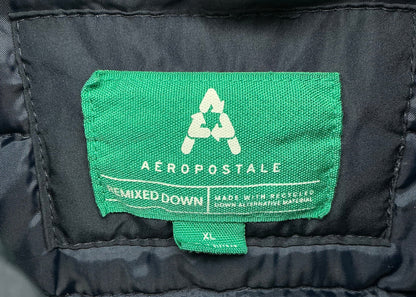 AÉROPOSTALE
REMIXED DOWN
MADE WITH RECYCLED
DOWN ALTERNATIVE MATERIAL
XL